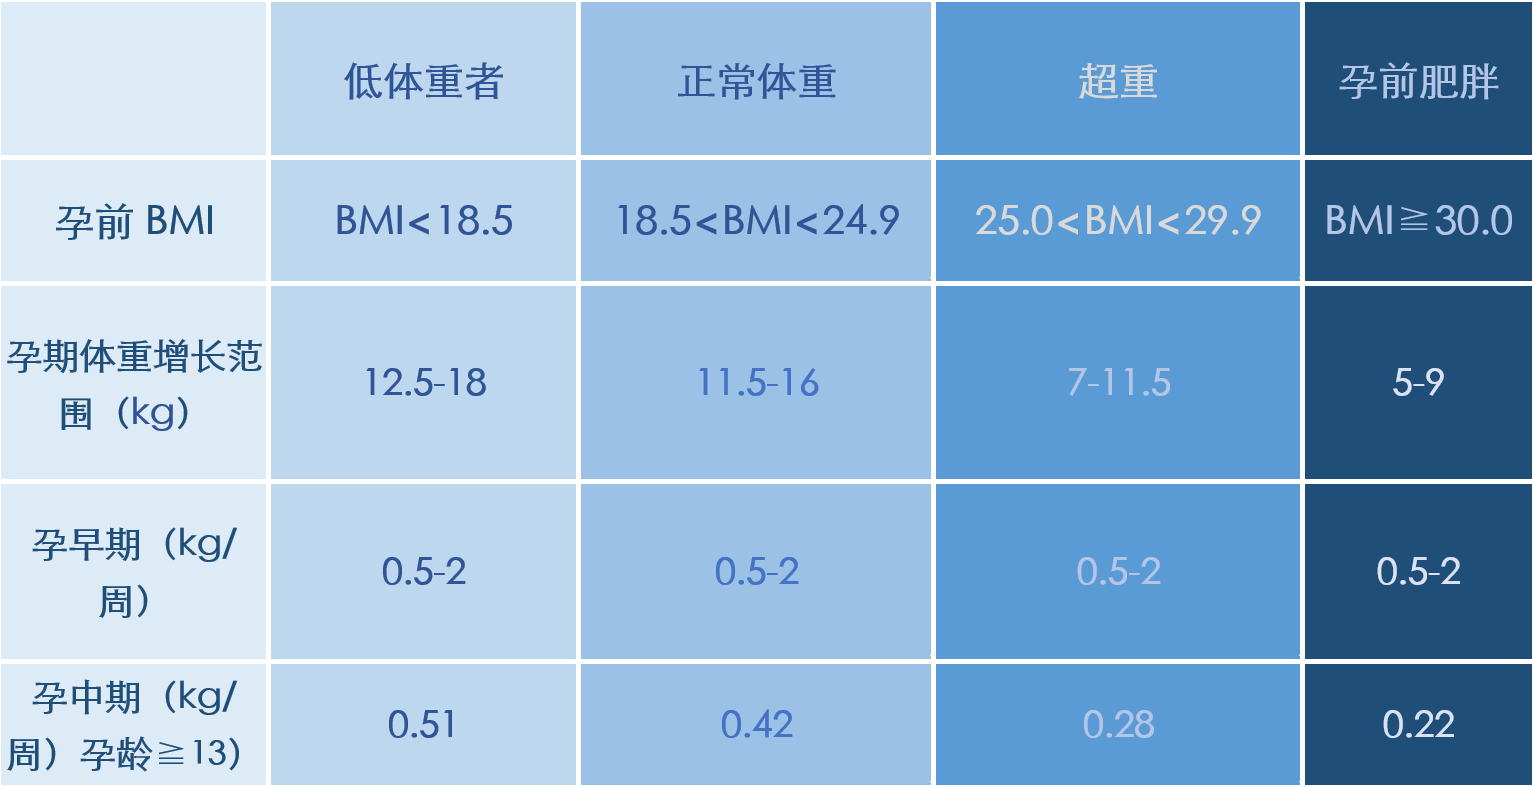 低体重者 正常体重 超重 孕前肥胖
孕前 BMI BMI<18.5 18.5<BMI<24.9 25.0<BMI<29.9 BMI≧30.0
孕期体重增长范
围（kg） 12.5-18 11.5-16 7-11.5 5-9
孕早期（kg/
周） 0.5-2 0.5-2 0.5-2 0.5-2
孕中期（kg/
周）孕龄≧13） 0.51 0.42 0.28 0.22